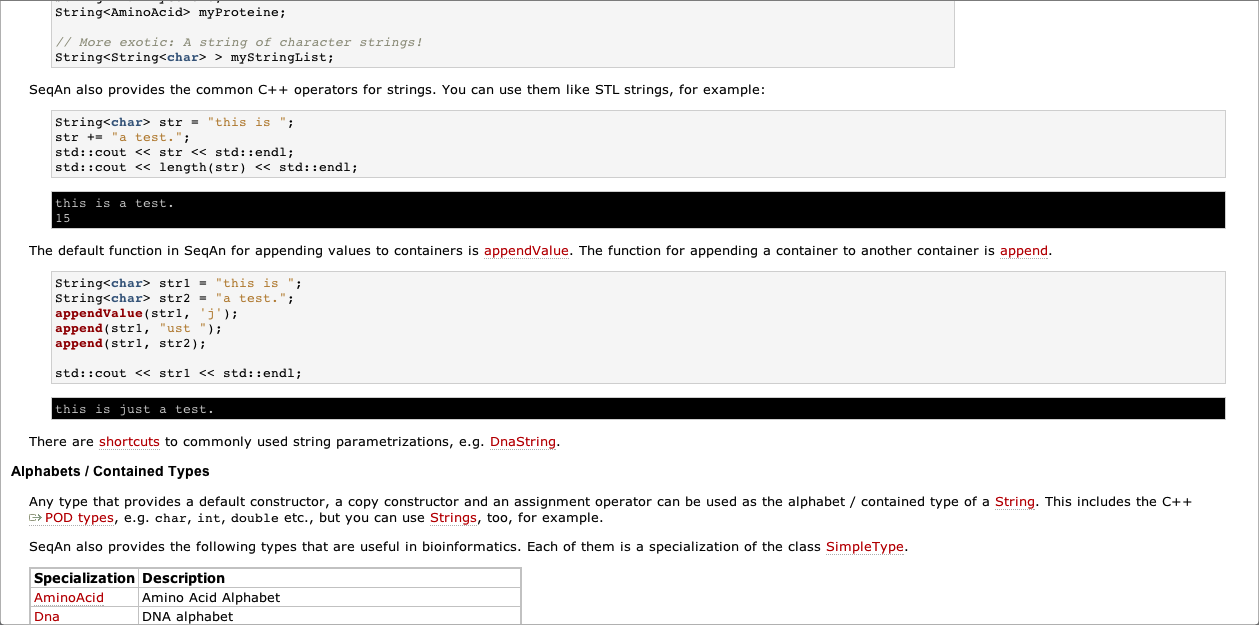 String<AminoAcid> myProteine;
// More exotic: A string of character strings!
String<String<char> > myStringList;
SeqAn also provides the common C++ operators for strings. You can use them like STL strings, for example:
String<char> str = "this is ";
str += "a test.";
std::cout << str << std::endl;
std::cout << length(str) << std::endl;
this is a test.
15
The default function in SeqAn for appending values to containers is appendValue. The function for appending a container to another container is append.
String<char> str1 = "this is ";
String<char> str2 = "a test.";
appendValue(str1, 'j');
append(str1, "ust ");
append(str1, str2);
std::cout << str1 << std::endl;
this is just a test.
There are shortcuts to commonly used string parametrizations, e.g. DnaString.
Alphabets / Contained Types
Any type that provides a default constructor, a copy constructor and an assignment operator can be used as the alphabet / contained type of a String. This includes the C++
POD types, e.g. char, int, double etc., but you can use Strings, too, for example.
SeqAn also provides the following types that are useful in bioinformatics. Each of them is a specialization of the class SimpleType.
Specialization Description
AminoAcid Amino Acid Alphabet
Dna DNA alphabet